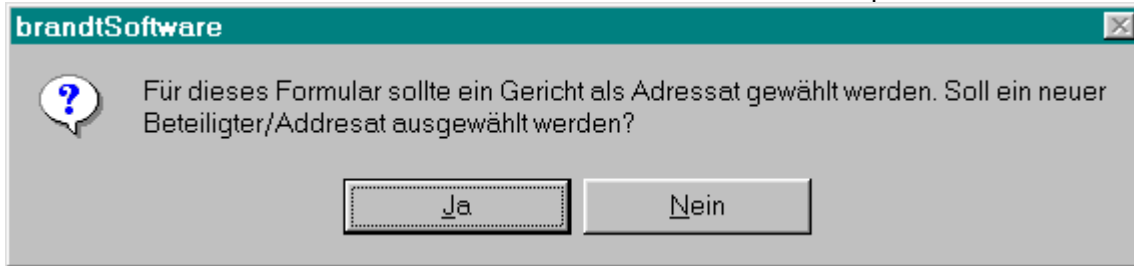 brandtSoftware
Für dieses Formular sollte ein Gericht als Adressat gewählt werden. Soll ein neuer
Beteiligter/Addresat ausgewählt werden?
Ja
Nein